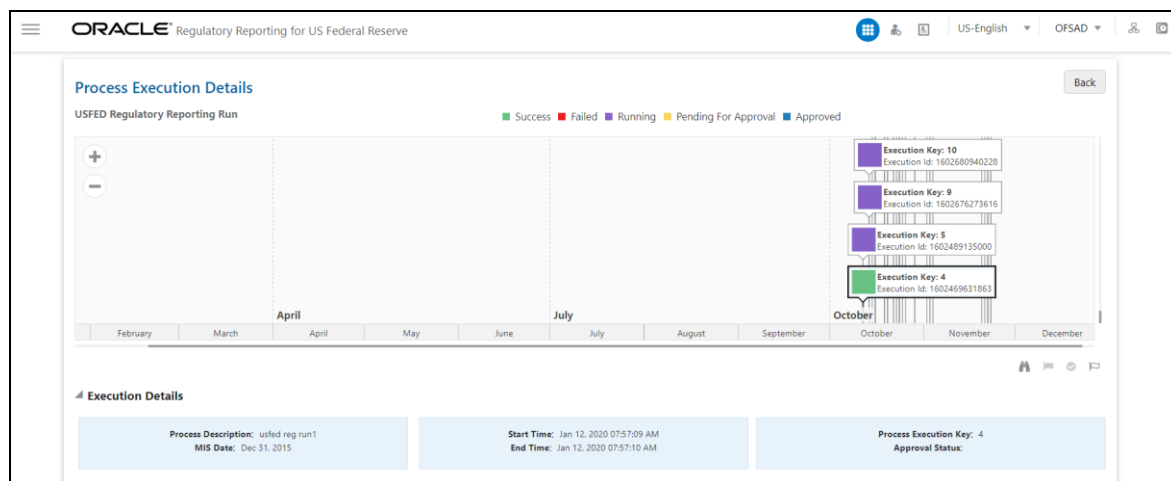 ORACLE® Regulatory Reporting for US Federal Reserve
US-English
OFSAD
Process Execution Details
Back
USFED Regulatory Reporting Run
Success Failed Running Pending For Approval Approved
Execution Key: 10
Execution Id: 1602680940228
Execution Key: 9
Execution Id: 1602676273616
Execution Key: 5
Execution Id: 1602489135000
Execution Key: 4
Execution Id: 1602469631863
April July October
February March April May June July August September October November December
Execution Details
Process Description: usfed reg run1
MIS Date: Dec 31, 2015
Start Time: Jan 12, 2020 07:57:09 AM
End Time: Jan 12, 2020 07:57:10 AM
Process Execution Key: 4
Approval Status: